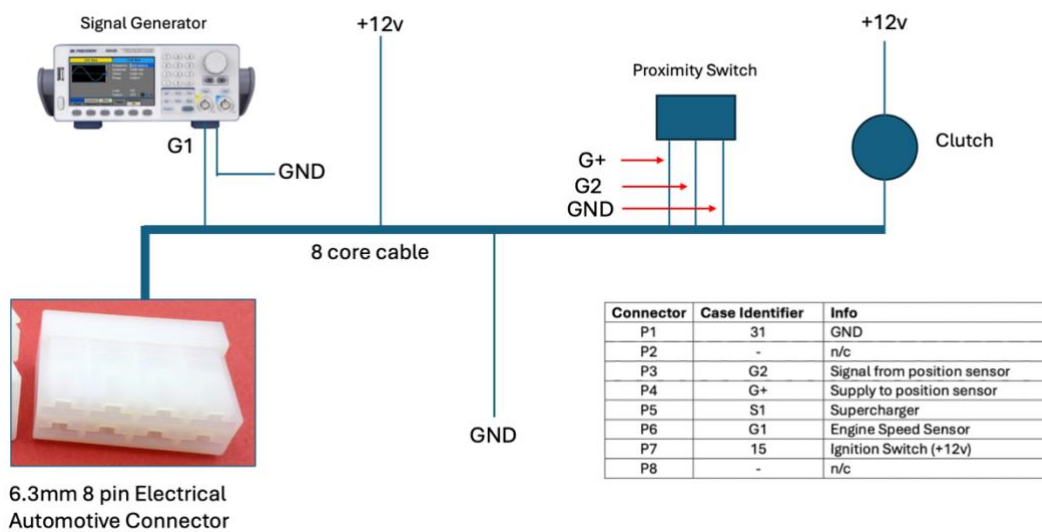 Signal Generator
+12v
+12v
Proximity Switch
Clutch
G1
GND
G+
G2
GND
8 core cable
GND
Connector Case Identifier Info
P1 31 GND
P2 - n/c
P3 G2 Signal from position sensor
P4 G+ Supply to position sensor
P5 S1 Supercharger
P6 G1 Engine Speed Sensor
P7 15 Ignition Switch (+12v)
P8 - n/c
6.3mm 8 pin Electrical
Automotive Connector